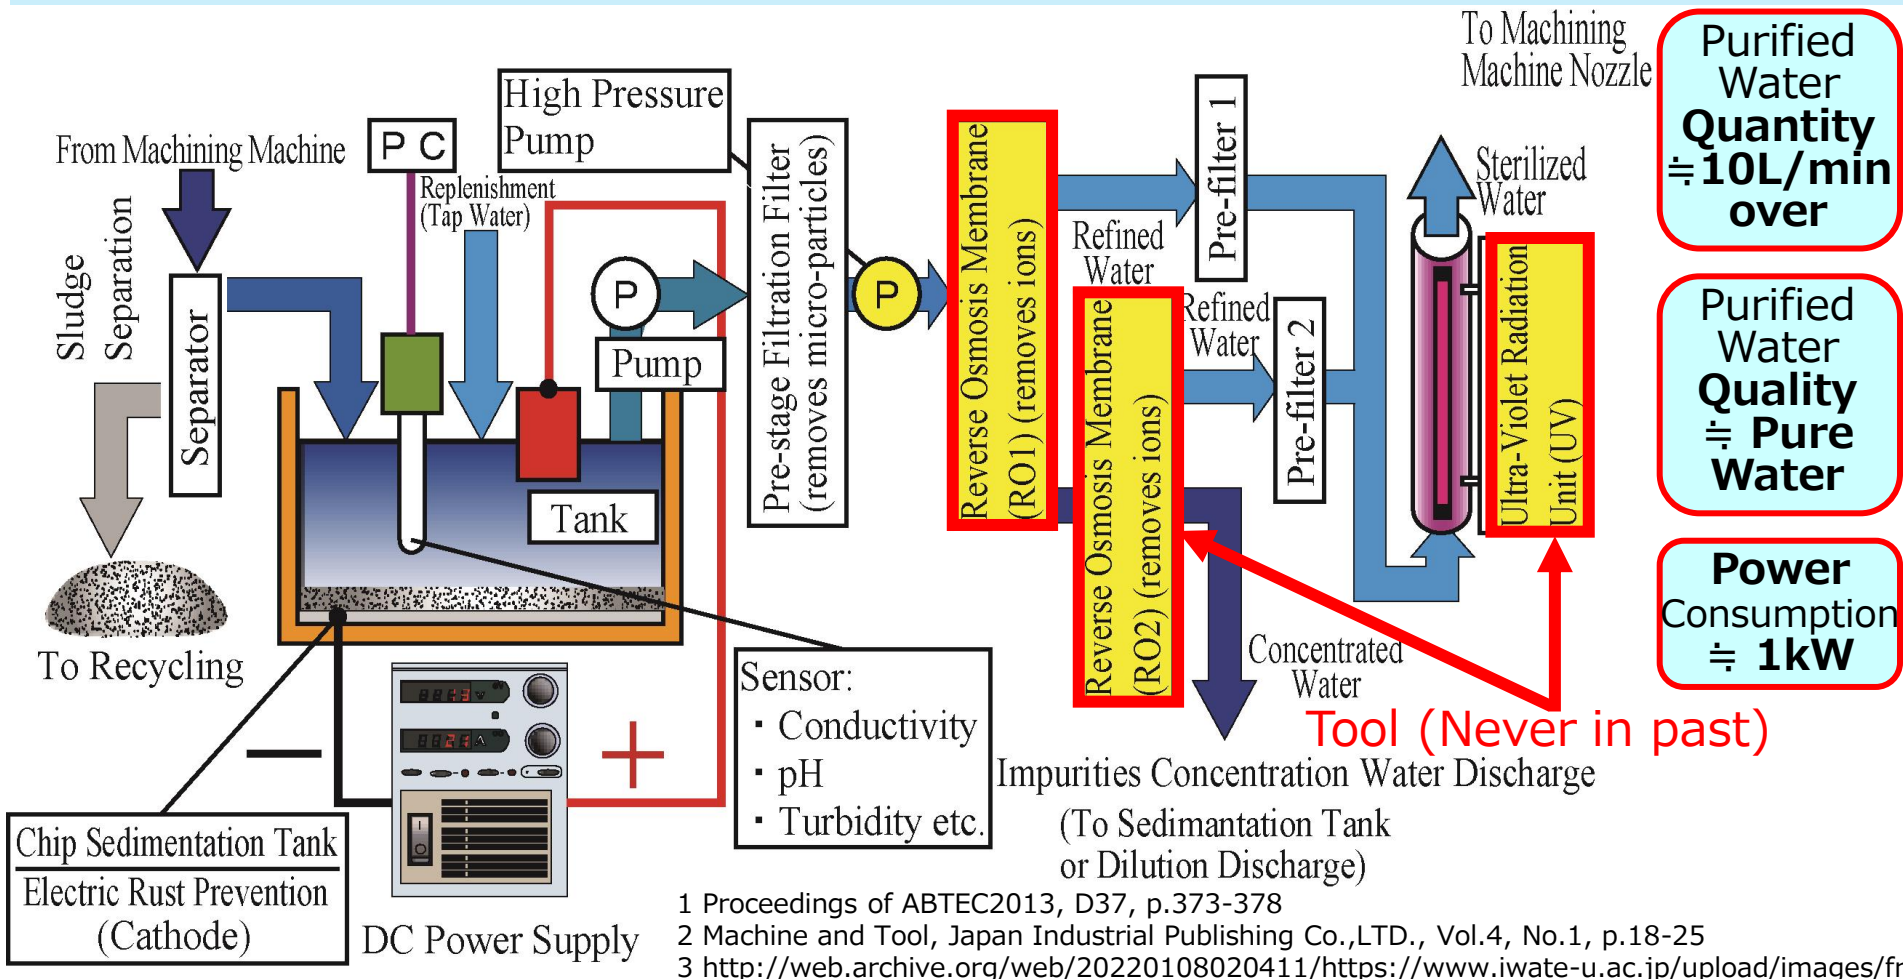 From Machining Machine
Sludge
Separation
Separator
To Recycling
P C
Replenishment
(Tap Water)
High Pressure
Pump
P
Pump
Tank
Pre-stage Filtration Filter
(removes micro-particles)
P
Reverse Osmosis Membrane
(RO1) (removes ions)
Refined
Water
Pre-filter 1
Reverse Osmosis Membrane
(RO2) (removes ions)
Refined
Water
Pre-filter 2
To Machining
Machine Nozzle
Sterilized
Water
Ultra-Violet Radiation
Unit (UV)
Concentrated
Water
Tool (Never in past)
Impurities Concentration Water Discharge
(To Sedimantation Tank
or Dilution Discharge)
Sensor:
・Conductivity
・pH
・Turbidity etc.
Chip Sedimentation Tank
Electric Rust Prevention
(Cathode)
DC Power Supply
Purified
Water
Quantity
≒10L/min
over
Purified
Water
Quality
≒ Pure
Water
Power
Consumption
≒ 1kW
1 Proceedings of ABTEC2013, D37, p.373-378
2 Machine and Tool, Japan Industrial Publishing Co.,LTD., Vol.4, No.1, p.18-25
3 http://web.archive.org/web/20220108020411/https://www.iwate-u.ac.jp/upload/images/f